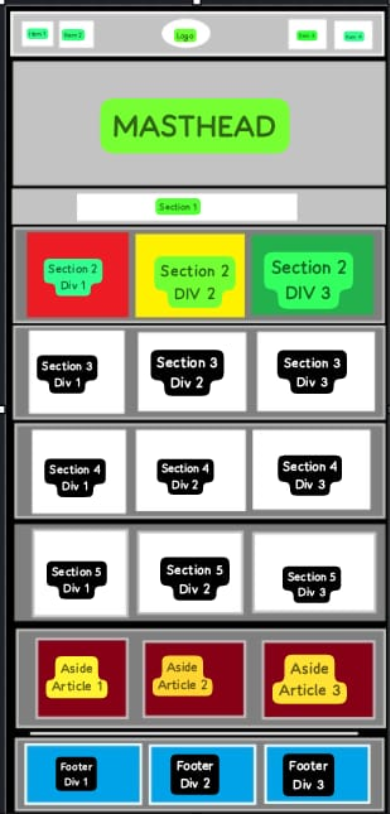 Item 1
Item 2
Logo
Item 3
Item 4
MASTHEAD
Section 1
Section 2
Div 1
Section 2
DIV 2
Section 2
DIV 3
Section 3
Div 1
Section 3
Div 2
Section 3
Div 3
Section 4
Div 1
Section 4
Div 2
Section 4
Div 3
Section 5
Div 1
Section 5
Div 2
Section 5
Div 3
Aside
Article 1
Aside
Article 2
Aside
Article 3
Footer
Div 1
Footer
Div 2
Footer
Div 3